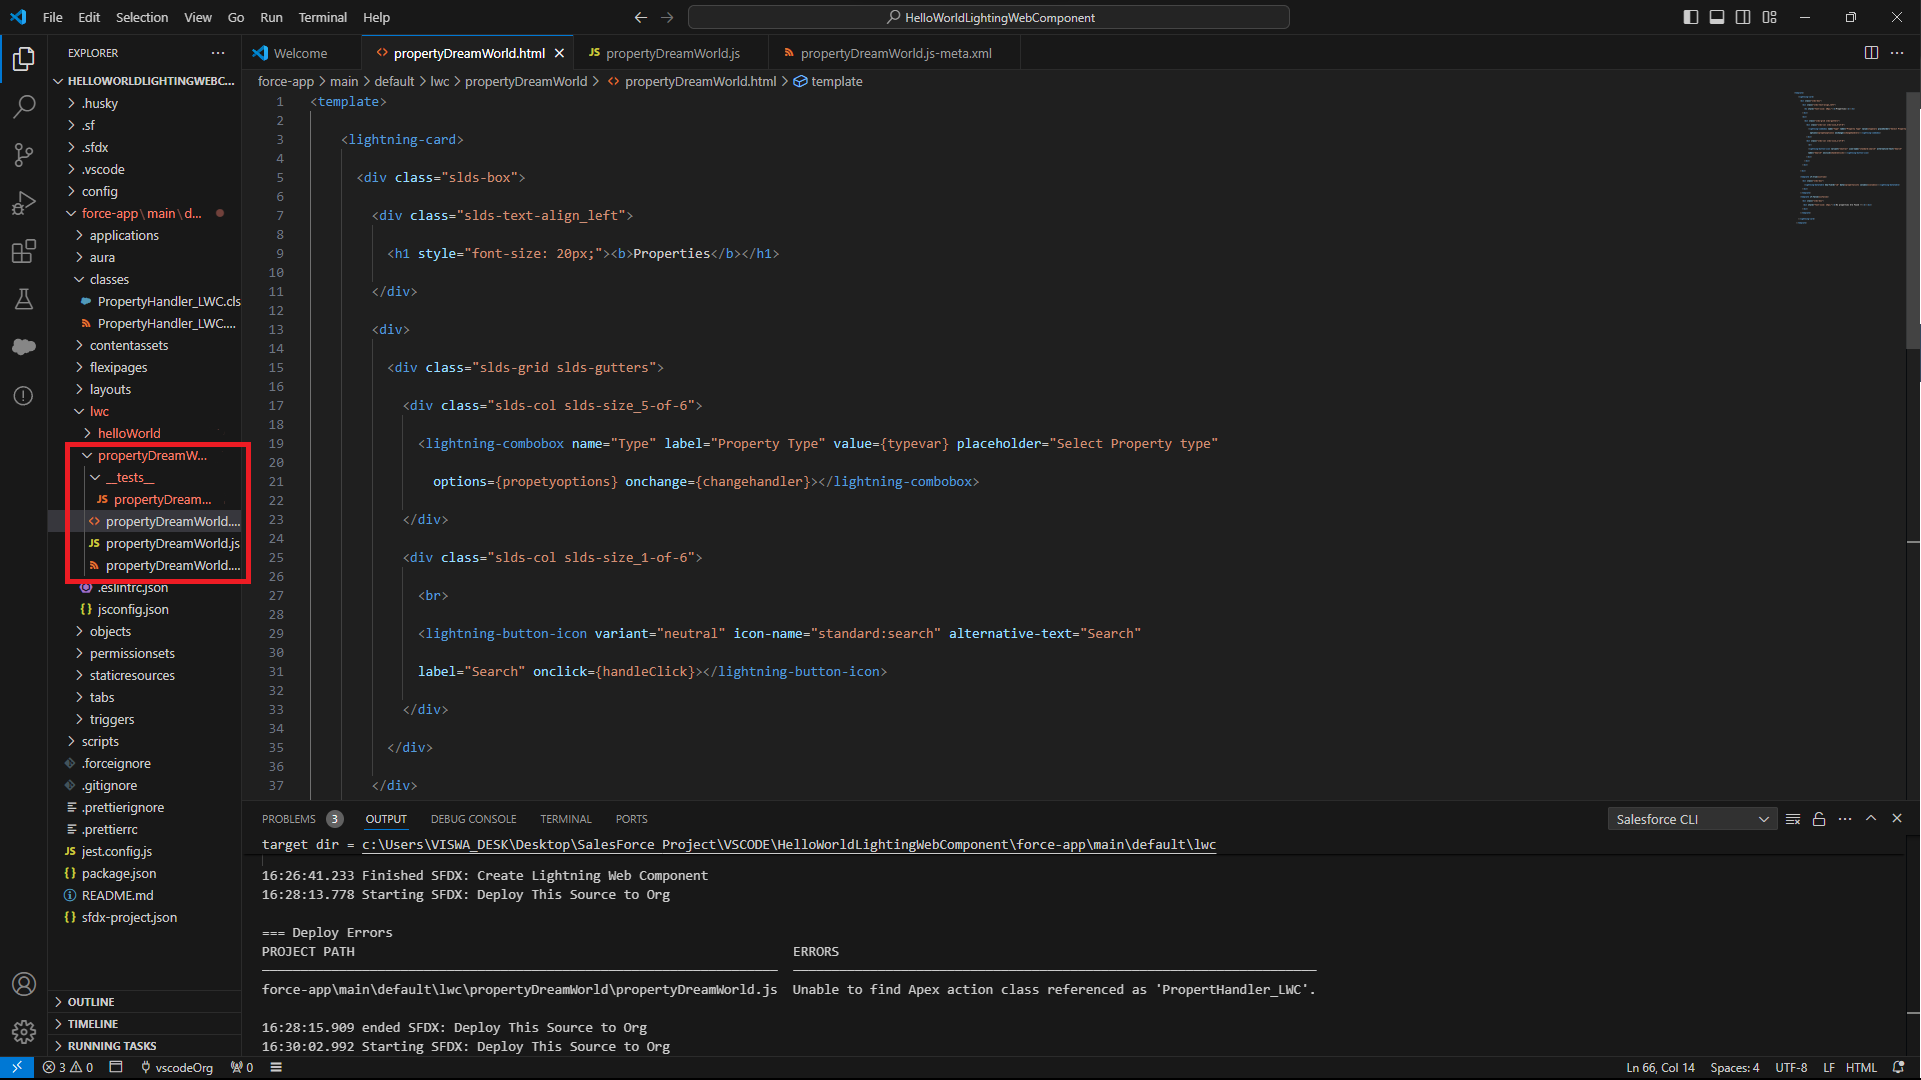 File Edit Selection View Go Run Terminal Help
HelloWorldLightingWebComponent
EXPLORER
Welcome
propertyDreamWorld.html
propertyDreamWorld.js
propertyDreamWorld.js-meta.xml
HELLOWORLDLIGHTINGWEBC...
force-app > main > default > lwc > propertyDreamWorld > propertyDreamWorld.html > template
.husky
.sf
.sfdx
.vscode
config
force-app\main\d...
applications
aura
classes
PropertyHandler_LWC.cls
PropertyHandler_LWC....
contentassets
flexipages
layouts
lwc
helloWorld
propertyDreamW...
__tests__
JS propertyDream...
propertyDreamWorld....
JS propertyDreamWorld.js
propertyDreamWorld....
.eslintrc.json
{} jsconfig.json
objects
permissionsets
staticresources
tabs
triggers
scripts
.forceignore
.gitignore
.prettierignore
.prettierrc
JS jest.config.js
{} package.json
README.md
{} sfdx-project.json
OUTLINE
TIMELINE
RUNNING TASKS
1 <template>
2
3 <lightning-card>
4
5 <div class="slds-box">
6
7 <div class="slds-text-align_left">
8
9 <h1 style="font-size: 20px;"><b>Properties</b></h1>
10
11 </div>
12
13 <div>
14
15 <div class="slds-grid slds-gutters">
16
17 <div class="slds-col slds-size_5-of-6">
18
19 <lightning-combobox name="Type" label="Property Type" value={typevar} placeholder="Select Property type"
20
21 options={propetyoptions} onchange={changehandler}></lightning-combobox>
22
23 </div>
24
25 <div class="slds-col slds-size_1-of-6">
26
27 <br>
28
29 <lightning-button-icon variant="neutral" icon-name="standard:search" alternative-text="Search"
30
31 label="Search" onclick={handleClick}></lightning-button-icon>
32
33 </div>
34
35 </div>
36
37 </div>
PROBLEMS 3 OUTPUT DEBUG CONSOLE TERMINAL PORTS
Salesforce CLI
target dir = c:\Users\VISWA_DESK\Desktop\SalesForce Project\VSCODE\HelloWorldLightingWebComponent\force-app\main\default\lwc
16:26:41.233 Finished SFDX: Create Lightning Web Component
16:28:13.778 Starting SFDX: Deploy This Source to Org
=== Deploy Errors
PROJECT PATH ERRORS
force-app\main\default\lwc\propertyDreamWorld\propertyDreamWorld.js Unable to find Apex action class referenced as 'PropertHandler_LWC'.
16:28:15.909 ended SFDX: Deploy This Source to Org
16:30:02.992 Starting SFDX: Deploy This Source to Org
3 0 vscodeOrg 0
Ln 66, Col 14 Spaces: 4 UTF-8 LF HTML